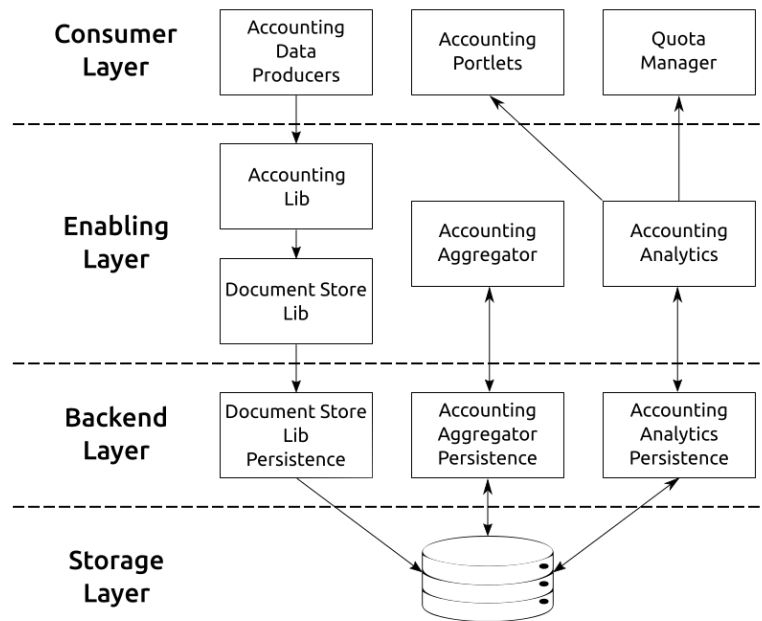 Consumer
Layer
Accounting
Data
Producers
Accounting
Portlets
Quota
Manager
Enabling
Layer
Accounting
Lib
Document Store
Lib
Accounting
Aggregator
Accounting
Analytics
Backend
Layer
Document Store
Lib
Persistence
Accounting
Aggregator
Persistence
Accounting
Analytics
Persistence
Storage
Layer